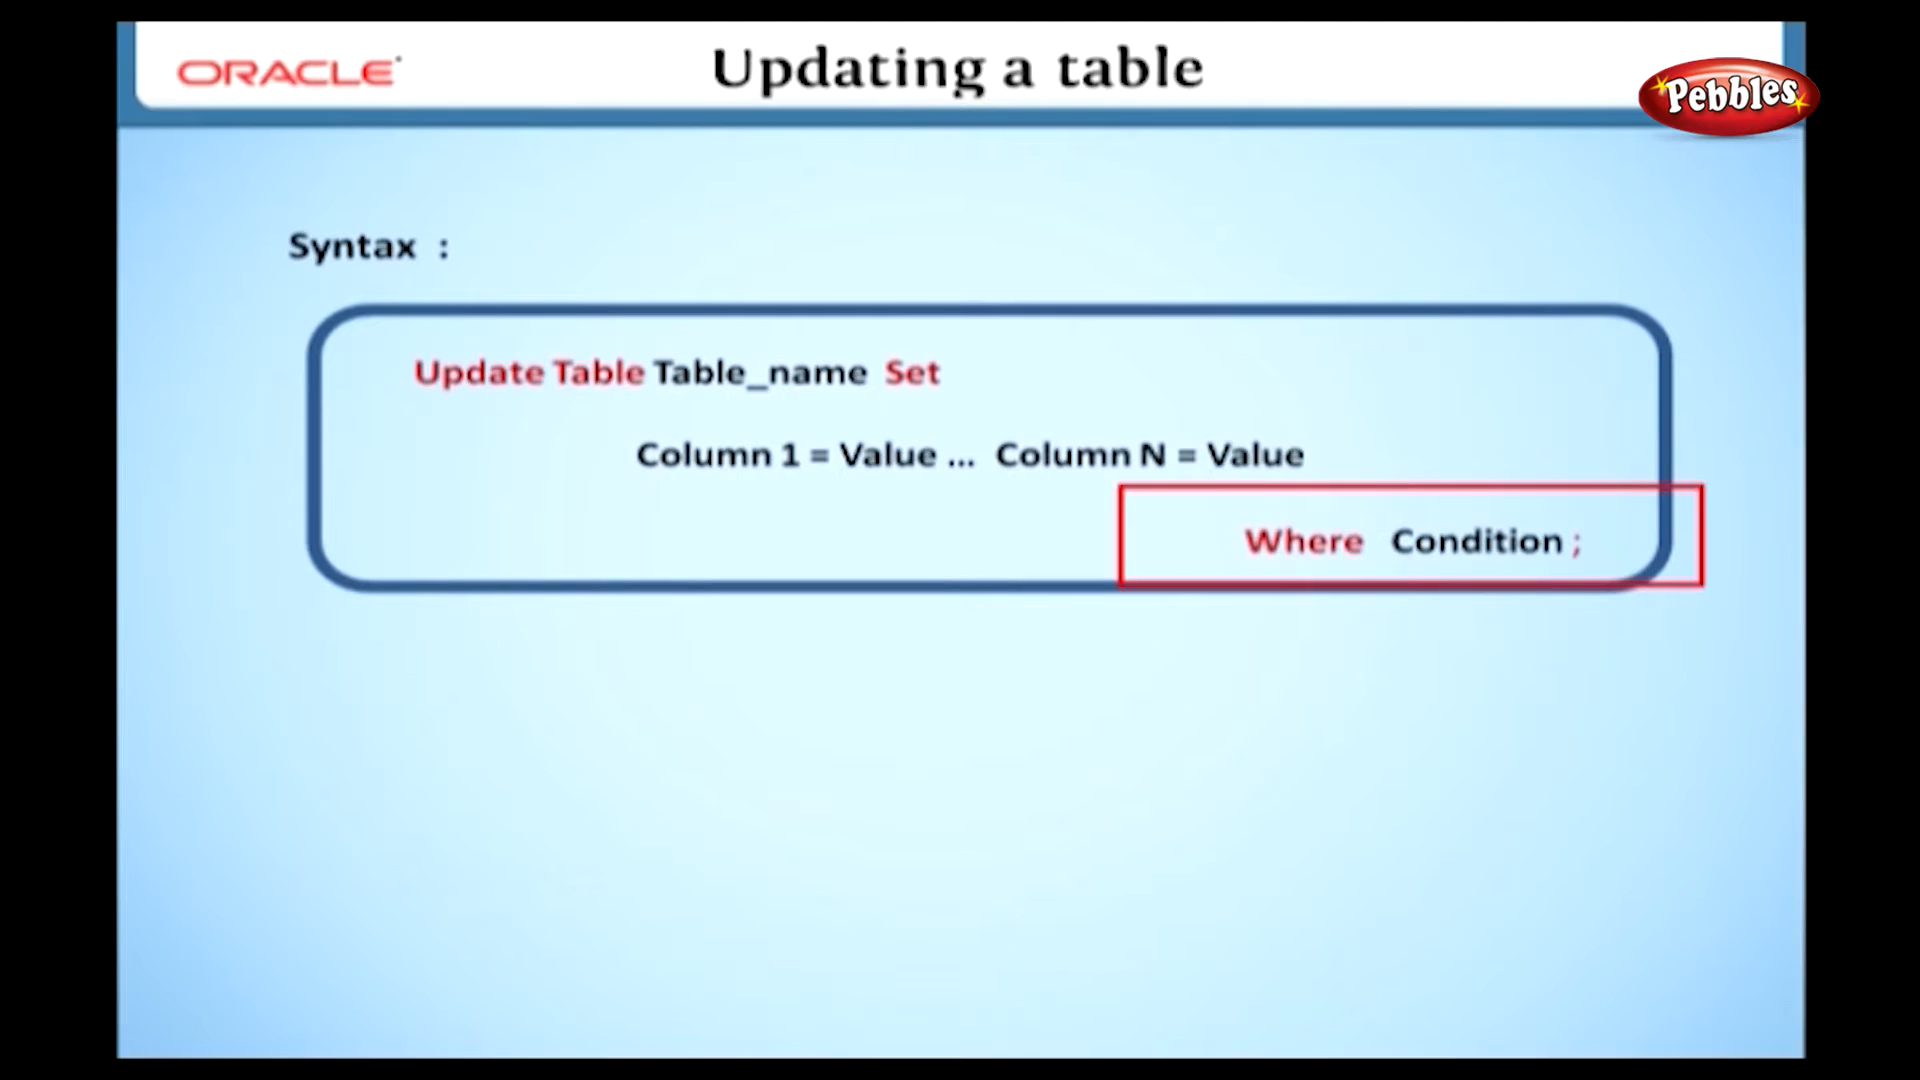 ORACLE
Updating a table
Pebbles
Syntax :
Update Table Table_name Set
Column 1 = Value ... Column N = Value
Where Condition ;